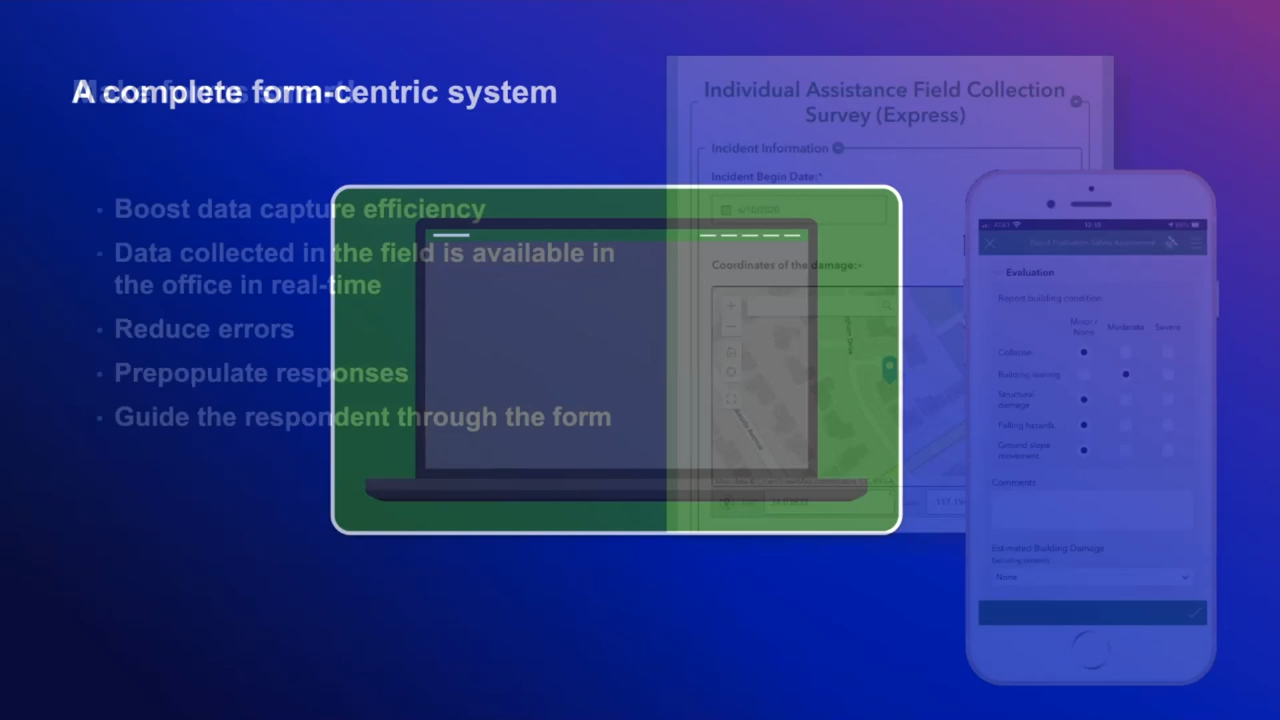 A complete form-centric system
Boost data capture efficiency
Data collected in the field is available in
the office in real-time
Reduce errors
Prepopulate responses
Guide the respondent through the form
Individual Assistance Field Collection
Survey (Express)
Incident Information
Incident Begin Date:*
Coordinates of the damage:*
10:35
Evaluation
Report building condition
Minor /
None
Moderate
Severe
Collapse
Building leaning
Structural
damage
Falling hazards
Ground slope
movement
Comments
Estimated Building Damage
None